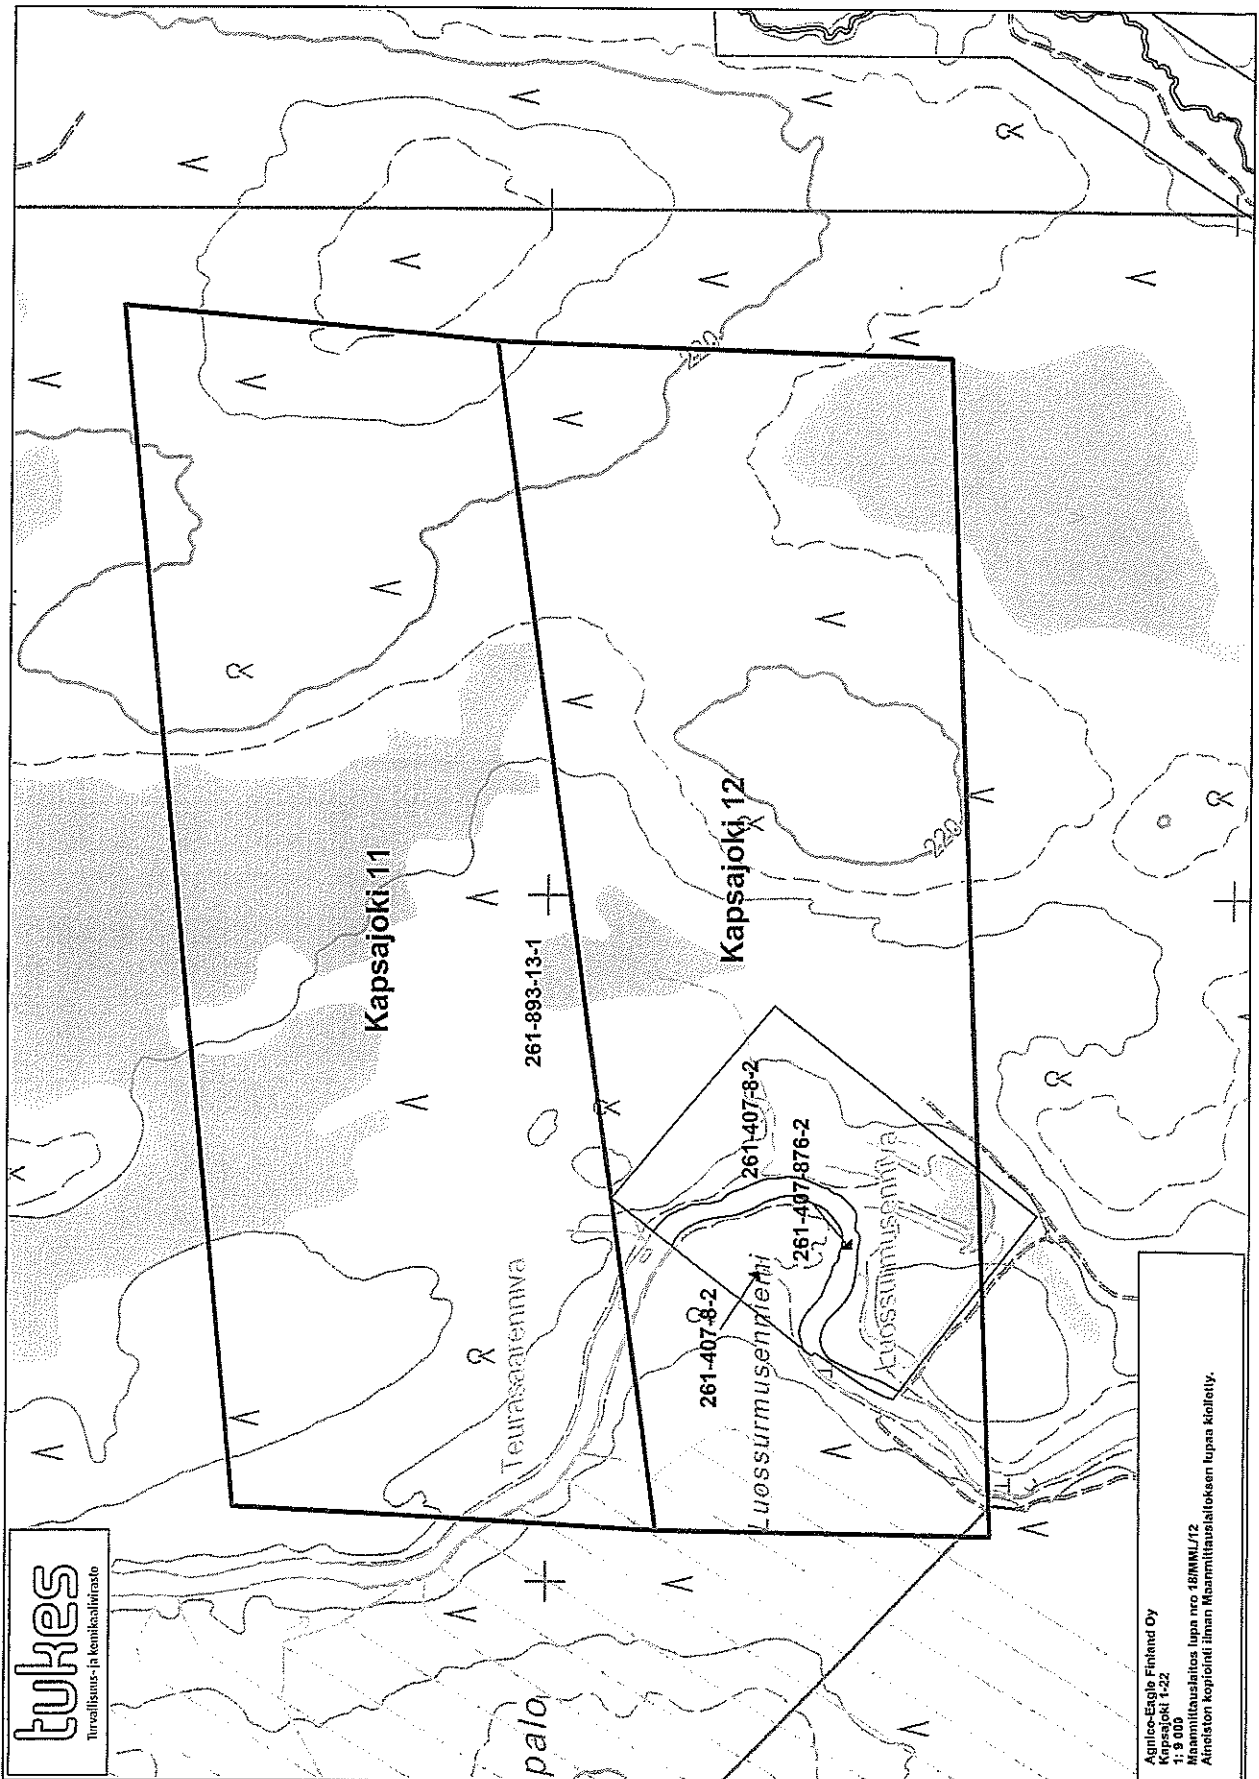 tukes
Turvallisuus- ja kemikaalivirasto
Kapsajoki 11
261-893-13-1
Teurasaarenniva
Kapsajoki 12
220
220
261-407-8-2
261-407-8-2
261-407-876-2
Luossurmusenniemi
palo
Agnico-Eagle Finland Oy
Kapsajoki 1-22
1: 9 000
Maanmittauslaitos lupa nro 18/MML/12
Aineiston kopiointi ilman Maanmittauslaitoksen lupaa kielletty.